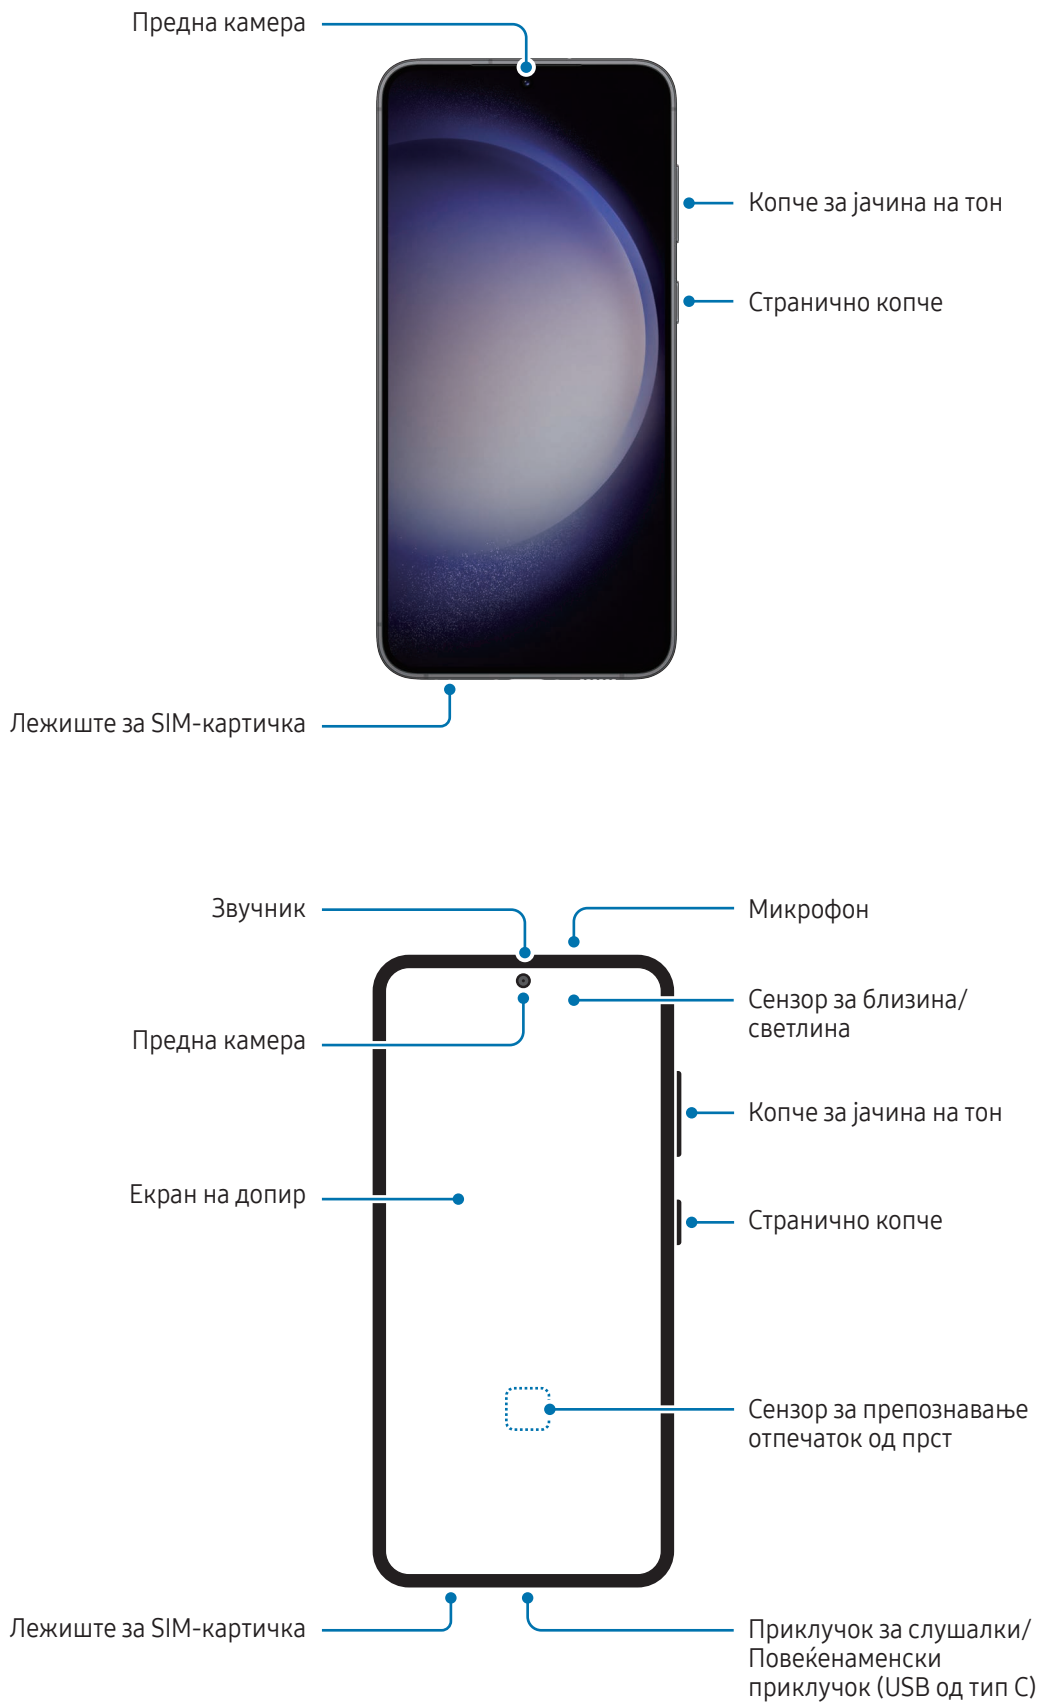 Предна камера
Копче за јачина на тон
Странично копче
Лежиште за SIM-картичка
Звучник
Микрофон
Сензор за близина/
светлина
Предна камера
Копче за јачина на тон
Екран на допир
Странично копче
Сензор за препознавање
отпечаток од прст
Лежиште за SIM-картичка
Приклучок за слушалки/
Повеќенаменски
приклучок (USB од тип C)